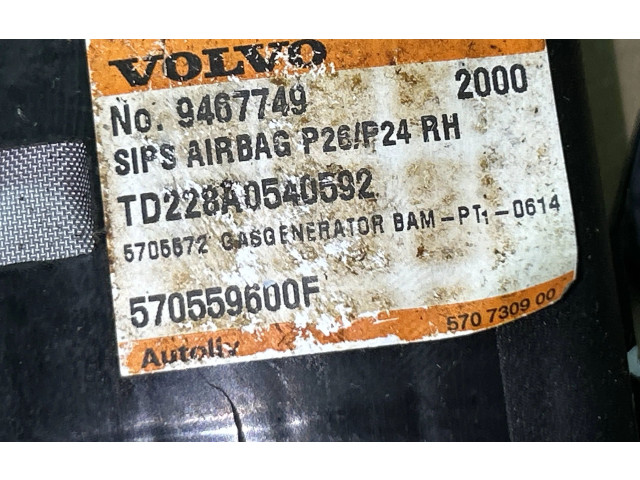 VOLVO
No. 9467749 2000
SIPS AIRBAG P26/P24 RH
TD228A0540592
5705672 GASGENERATOR BAM-PT1-0614
570559600F
Autoliv 570 7309 00